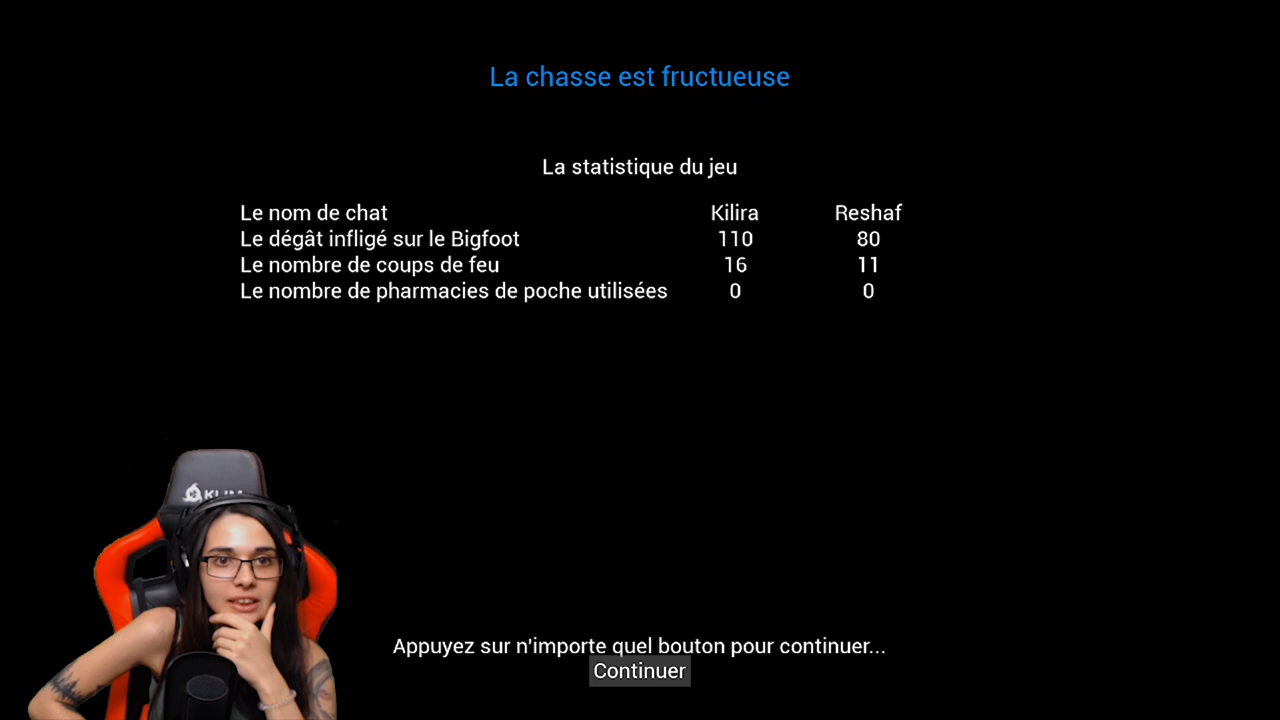 La chasse est fructueuse
La statistique du jeu
Le nom de chat Kilira Reshaf
Le dégât infligé sur le Bigfoot 110 80
Le nombre de coups de feu 16 11
Le nombre de pharmacies de poche utilisées 0 0
KLIM
Appuyez sur n'importe quel bouton pour continuer...
Continuer